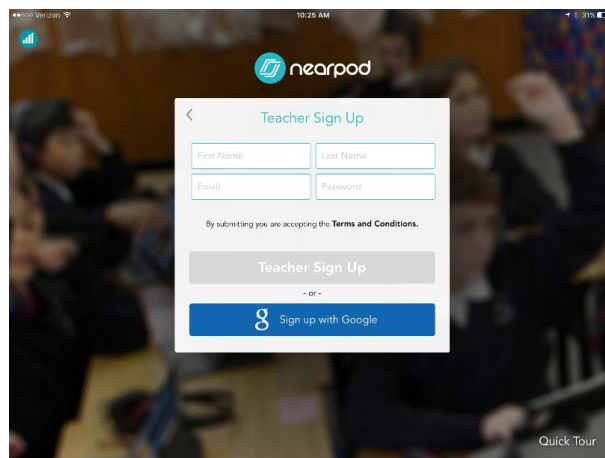 Verizon 10:25 AM 31%
nearpod
Teacher Sign Up
First Name Last Name
Email Password
By submitting you are accepting the Terms and Conditions.
Teacher Sign Up
- or -
g Sign up with Google
Quick Tour